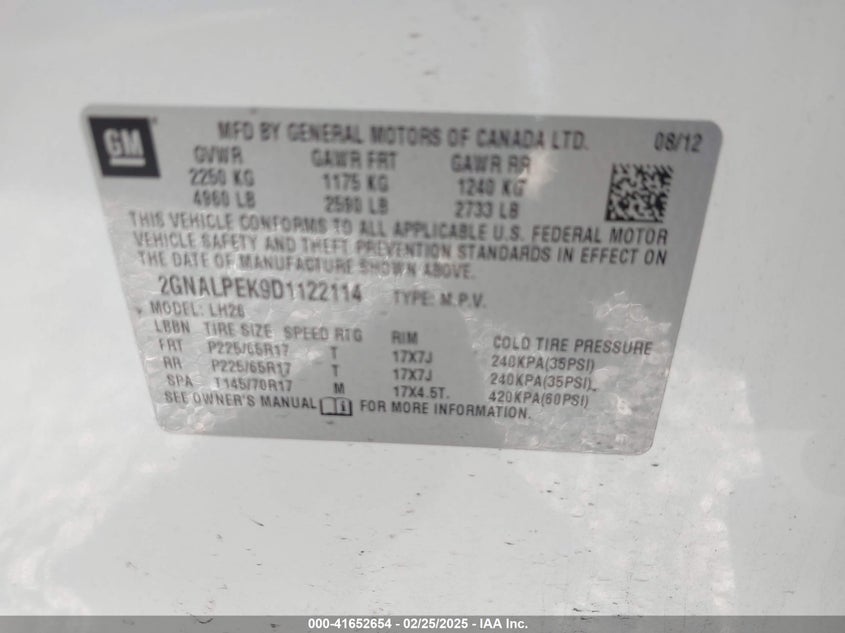 GM
MFD BY GENERAL MOTORS OF CANADA LTD. 08/12
GVWR GAWR FRT GAWR RR
2250 KG 1175 KG 1240 KG
4960 LB 2590 LB 2733 LB
THIS VEHICLE CONFORMS TO ALL APPLICABLE U.S. FEDERAL MOTOR
VEHICLE SAFETY AND THEFT PREVENTION STANDARDS IN EFFECT ON
THE DATE OF MANUFACTURE SHOWN ABOVE.
2GNALPEK9D1122114 TYPE: M.P.V.
MODEL: LH26
LBBN TIRE SIZE SPEED RTG RIM COLD TIRE PRESSURE
FRT P225/65R17 T 17X7J 240KPA(35PSI)
RR P225/65R17 T 17X7J 240KPA(35PSI)
SPA T145/70R17 M 17X4.5T. 420KPA(60PSI)
SEE OWNER'S MANUAL FOR MORE INFORMATION.
000-41652654 - 02/25/2025 - IAA Inc.